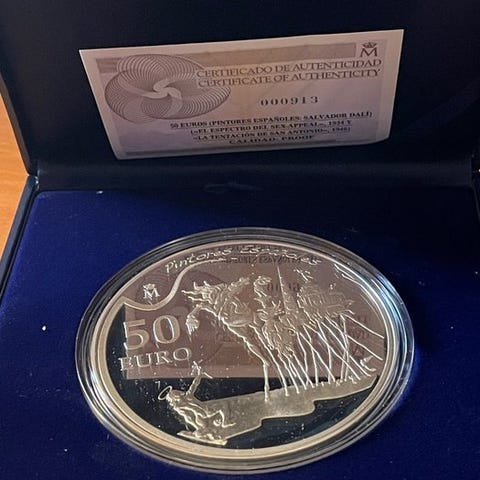 CERTIFICADO DE AUTENTICIDAD
CERTIFICATE OF AUTHENTICITY
000913
50 EUROS (PINTORES ESPAÑOLES: SALVADOR DALÍ)
(«EL ESPECTRO DEL SEX-APPEAL», 1934 Y
«LA TENTACIÓN DE SAN ANTONIO», 1946)
CALIDAD: PROOF
Pintores Españoles
M
50
EURO